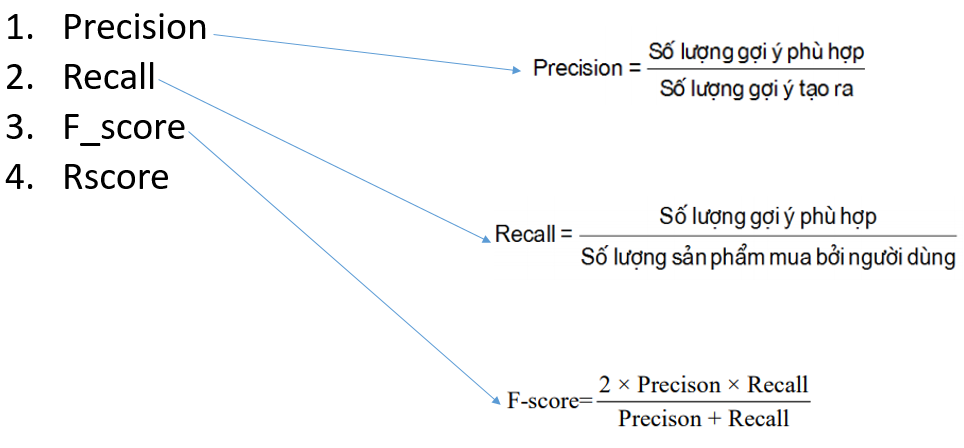 1. Precision
2. Recall
3. F_score
4. Rscore
Precision = Số lượng gợi ý phù hợp
Số lượng gợi ý tạo ra
Recall = Số lượng gợi ý phù hợp
Số lượng sản phẩm mua bởi người dùng
F-score= 2 × Precison × Recall
Precison + Recall